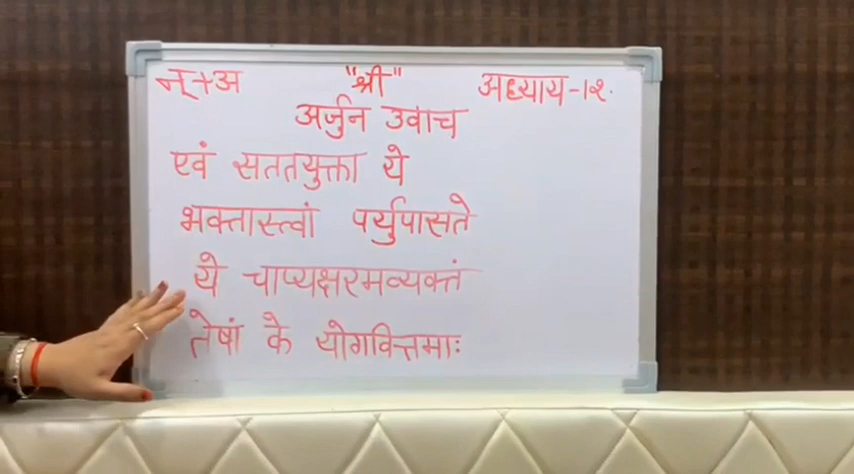 न्+अ "श्री" अध्याय-१२.
अर्जुन उवाच
एवं सततयुक्ता ये
भक्तास्त्वां पर्युपासते
ये चाप्यक्षरमव्यक्तं
तेषां के योगवित्तमाः